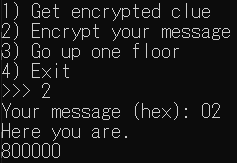 1) Get encrypted clue
2) Encrypt your message
3) Go up one floor
4) Exit
>>> 2
Your message (hex): 02
Here you are.
800000